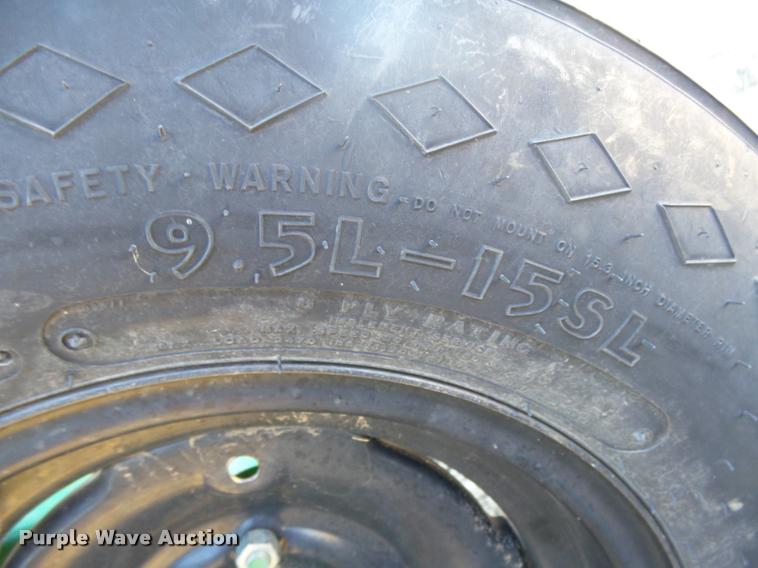 SAFETY WARNING - DO NOT MOUNT ON 15.3 INCH DIAMETER RIM
9.5L-15SL
PLY RATING
Purple Wave Auction